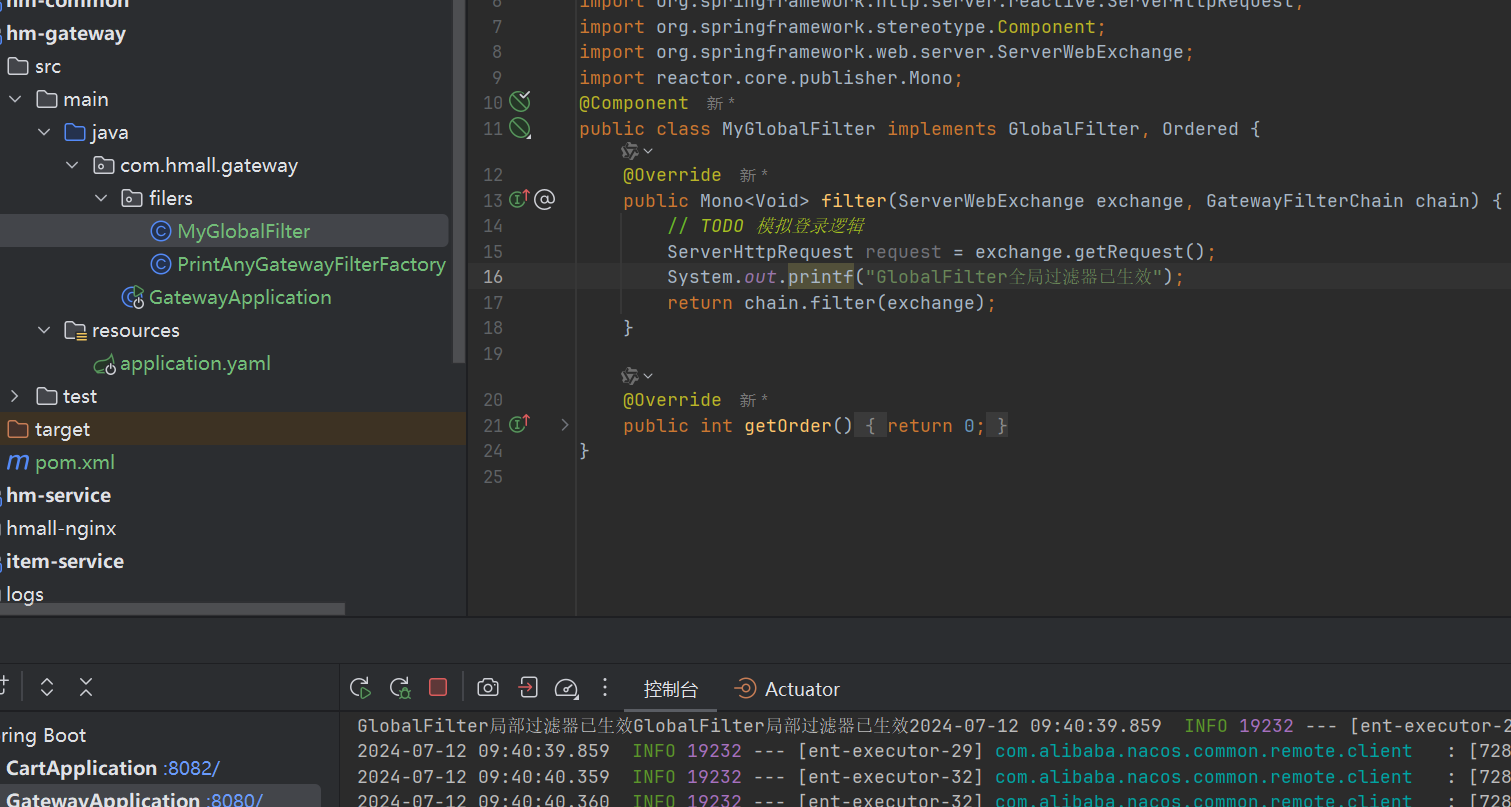 hm-common
hm-gateway
src
main
java
com.hmall.gateway
filers
MyGlobalFilter
PrintAnyGatewayFilterFactory
GatewayApplication
resources
application.yaml
test
target
pom.xml
hm-service
hmall-nginx
item-service
logs
6 import org.springframework.http.server.reactive.ServerHttpRequest;
7 import org.springframework.stereotype.Component;
8 import org.springframework.web.server.ServerWebExchange;
9 import reactor.core.publisher.Mono;
10 @Component 新 *
11 public class MyGlobalFilter implements GlobalFilter, Ordered {
12 @Override 新 *
13 public Mono<Void> filter(ServerWebExchange exchange, GatewayFilterChain chain) {
14 // TODO 模拟登录逻辑
15 ServerHttpRequest request = exchange.getRequest();
16 System.out.printf("GlobalFilter全局过滤器已生效");
17 return chain.filter(exchange);
18 }
19
20 @Override 新 *
21 public int getOrder() { return 0; }
24 }
25
控制台 Actuator
ring Boot
CartApplication :8082/
GatewayApplication :8080/
GlobalFilter局部过滤器已生效GlobalFilter局部过滤器已生效2024-07-12 09:40:39.859 INFO 19232 --- [ent-executor-2
2024-07-12 09:40:39.859 INFO 19232 --- [ent-executor-29] com.alibaba.nacos.common.remote.client : [728
2024-07-12 09:40:40.359 INFO 19232 --- [ent-executor-32] com.alibaba.nacos.common.remote.client : [728
2024-07-12 09:40:40.360 INFO 19232 --- [ent-executor-32] com.alibaba.nacos.common.remote.client : [728